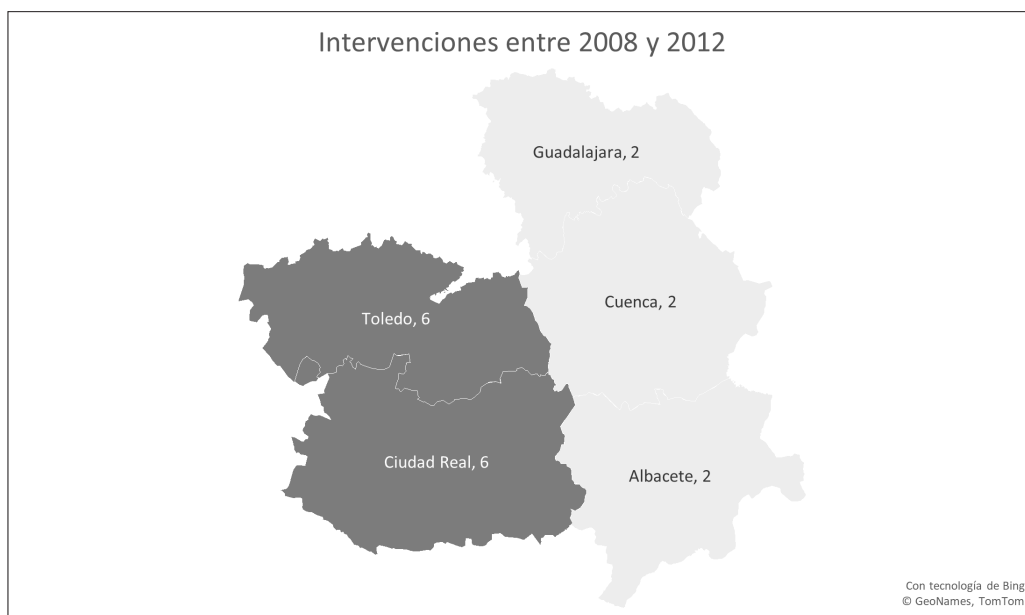 Intervenciones entre 2008 y 2012
Guadalajara, 2
Cuenca, 2
Toledo, 6
Ciudad Real, 6
Albacete, 2
Con tecnología de Bing
© GeoNames, TomTom